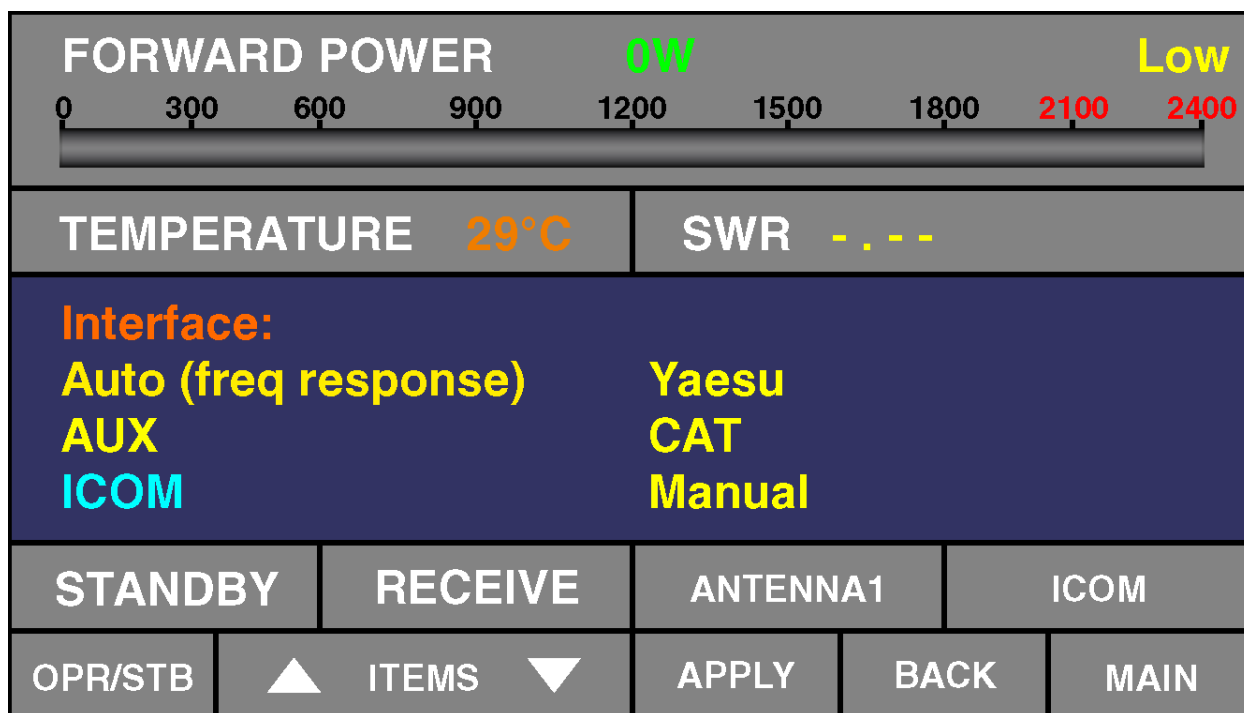 FORWARD POWER 0W Low
0 300 600 900 1200 1500 1800 2100 2400
TEMPERATURE 29°C SWR -.--
Interface:
Auto (freq response) Yaesu
AUX CAT
ICOM Manual
STANDBY RECEIVE ANTENNA1 ICOM
OPR/STB ▲ ITEMS ▼ APPLY BACK MAIN